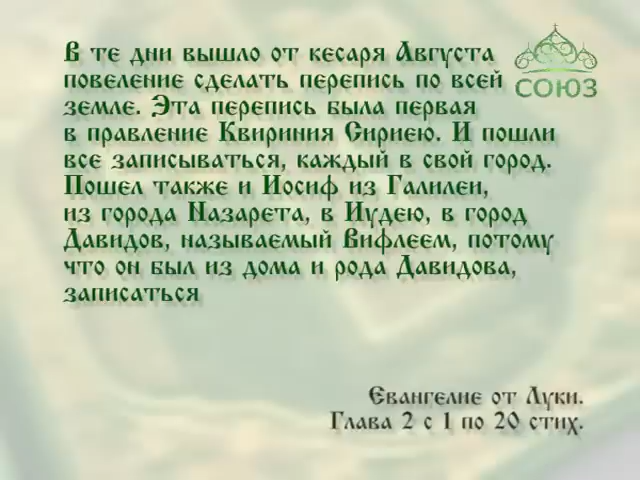 В те дни вышло от кесаря Августа
повеление сделать перепись по всей
земле. Эта перепись была первая
в правление Квириния Сириею. И пошли
все записываться, каждый в свой город.
Пошел также и Иосиф из Галилеи,
из города Назарета, в Иудею, в город
Давидов, называемый Вифлеем, потому
что он был из дома и рода Давидова,
записаться
СОЮЗ
Евангелие от Луки.
Глава 2 с 1 по 20 стих.